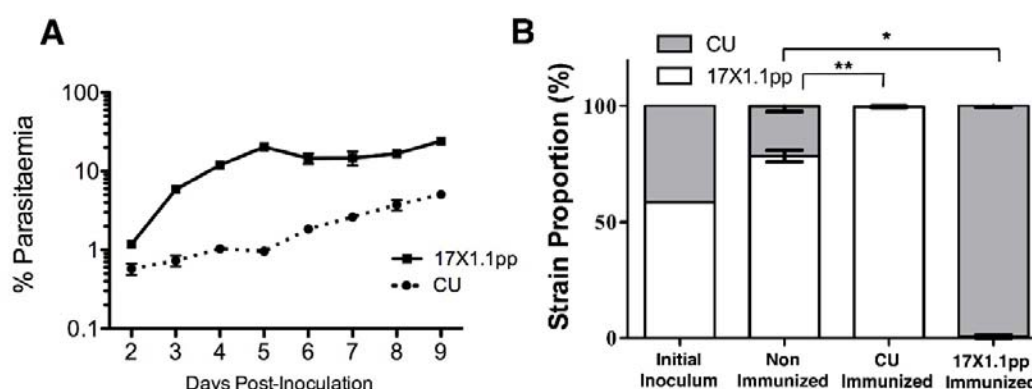 A
% Parasitaemia
100
10
1
0.1
17X1.1pp
CU
2 3 4 5 6 7 8 9
Days Post-Inoculation
B
CU
17X1.1pp
*
**
Strain Proportion (%)
100
50
0
Initial Inoculum
Non Immunized
CU Immunized
17X1.1pp Immunized